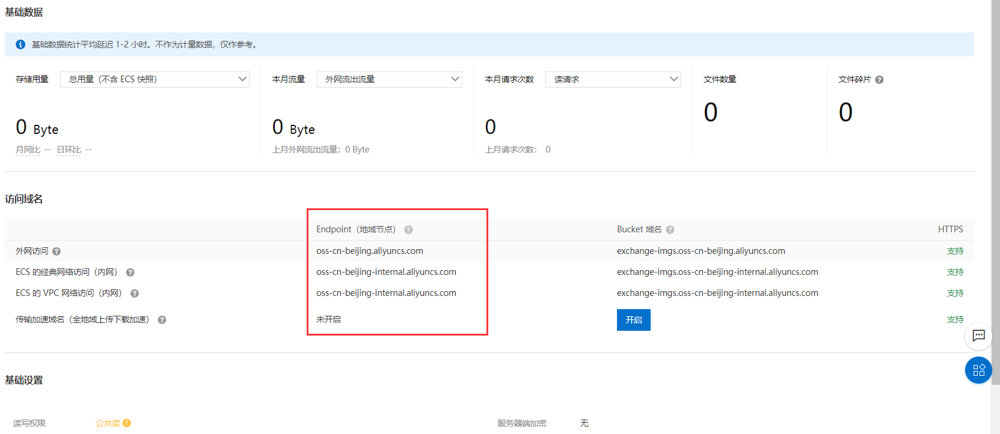 基础数据
基础数据统计平均延迟 1-2 小时。不作为计量数据，仅作参考。
存储用量 总用量（不含 ECS 快照） 本月流量 外网流出流量 本月请求次数 读请求 文件数量 文件碎片
0 Byte 0 Byte 0 0 0
月同比 -- 日环比 -- 上月外网流出流量：0 Byte 上月请求次数： 0
访问域名
Endpoint（地域节点） Bucket 域名 HTTPS
外网访问 oss-cn-beijing.aliyuncs.com exchange-imgs.oss-cn-beijing.aliyuncs.com 支持
ECS 的经典网络访问（内网） oss-cn-beijing-internal.aliyuncs.com exchange-imgs.oss-cn-beijing-internal.aliyuncs.com 支持
ECS 的 VPC 网络访问（内网） oss-cn-beijing-internal.aliyuncs.com exchange-imgs.oss-cn-beijing-internal.aliyuncs.com 支持
传输加速域名（全地域上传下载加速） 未开启 开启 支持
基础设置
读写权限 公共读 服务器端加密 无